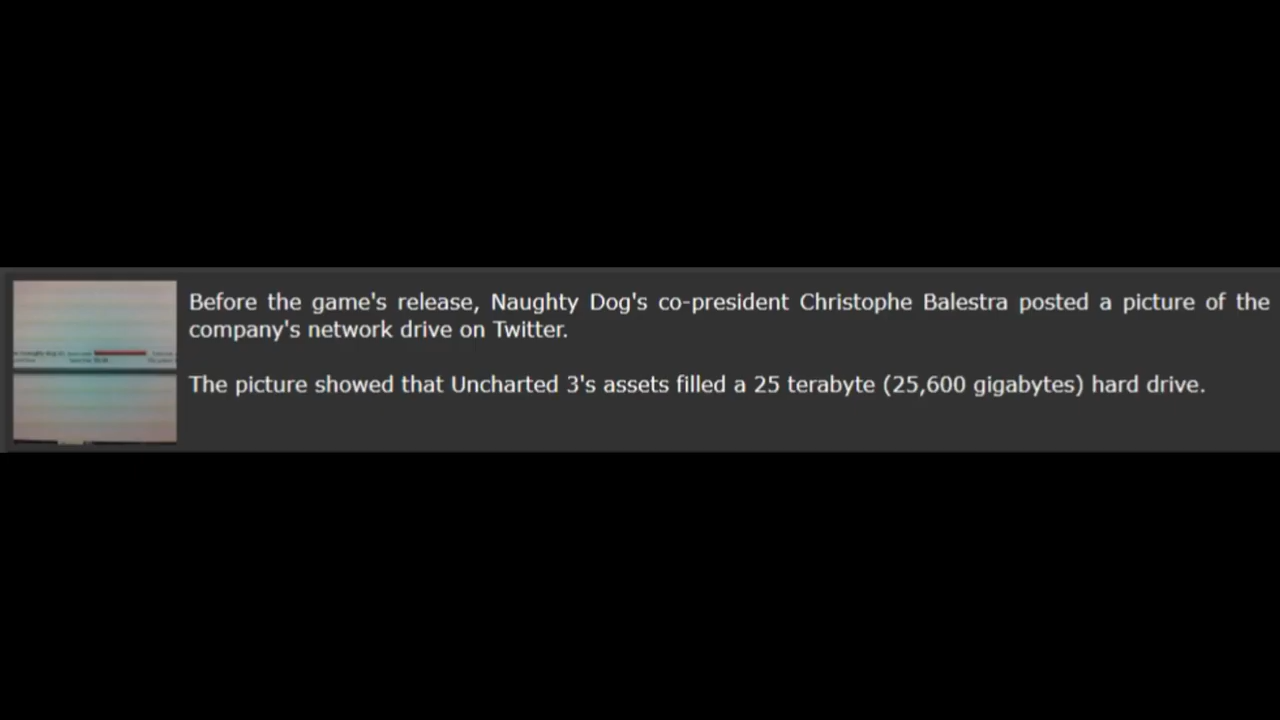 Before the game's release, Naughty Dog's co-president Christophe Balestra posted a picture of the
company's network drive on Twitter.
The picture showed that Uncharted 3's assets filled a 25 terabyte (25,600 gigabytes) hard drive.